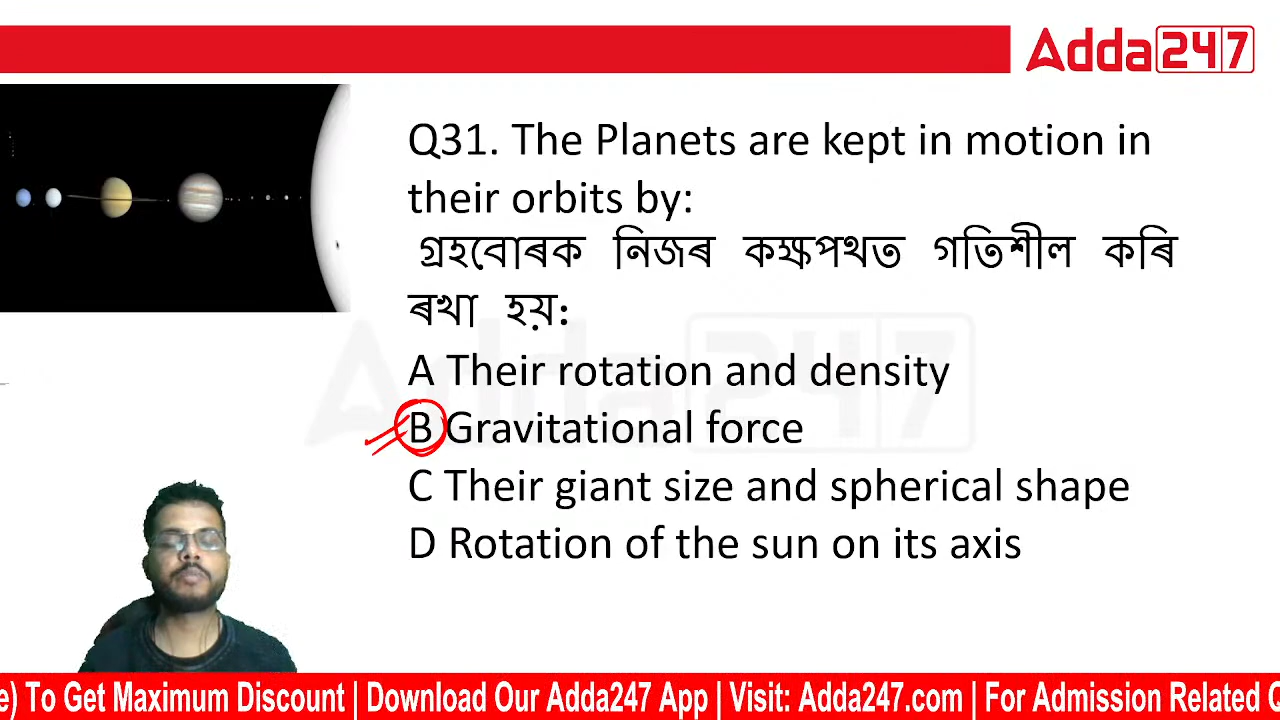 Adda247
Q31. The Planets are kept in motion in
their orbits by:
গ্ৰহবোৰক নিজৰ কক্ষপথত গতিশীল কৰি
ৰখা হয়ঃ
A Their rotation and density
B Gravitational force
C Their giant size and spherical shape
D Rotation of the sun on its axis
Adda247
e) To Get Maximum Discount | Download Our Adda247 App | Visit: Adda247.com | For Admission Related Q